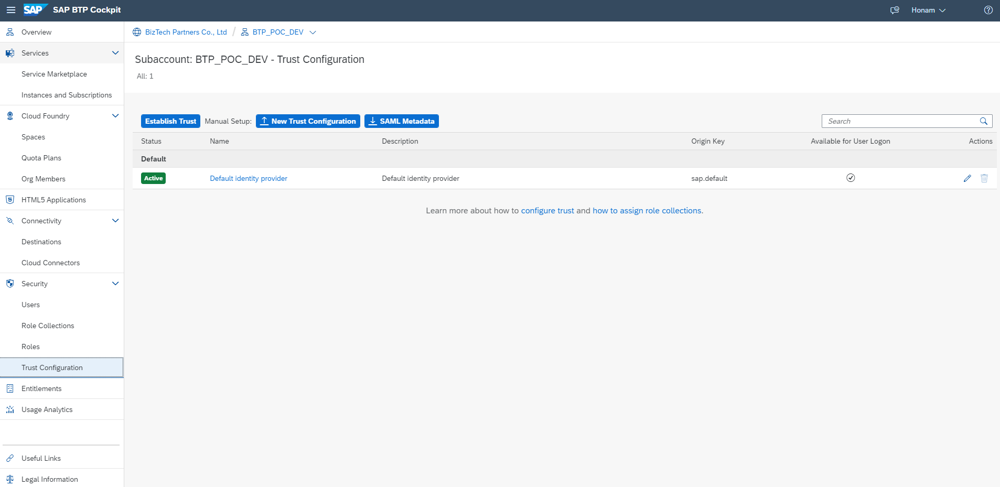 SAP
SAP BTP Cockpit
Honam
Overview
Services
Service Marketplace
Instances and Subscriptions
Cloud Foundry
Spaces
Quota Plans
Org Members
HTML5 Applications
Connectivity
Destinations
Cloud Connectors
Security
Users
Role Collections
Roles
Trust Configuration
Entitlements
Usage Analytics
Useful Links
Legal Information
BizTech Partners Co., Ltd / BTP_POC_DEV
Subaccount: BTP_POC_DEV - Trust Configuration
All: 1
Establish Trust Manual Setup: New Trust Configuration SAML Metadata
Search
Status Name Description Origin Key Available for User Logon Actions
Default
Active Default identity provider Default identity provider sap.default
Learn more about how to configure trust and how to assign role collections.